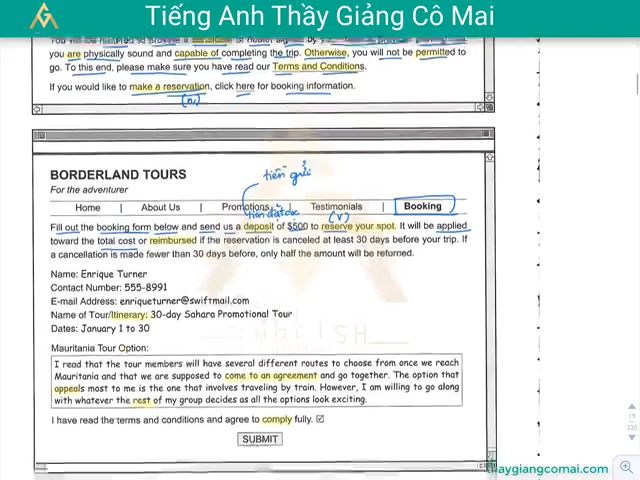 Tiếng Anh Thầy Giảng Cô Mai
you are physically sound and capable of completing the trip. Otherwise, you will not be permitted to
go. To this end, please make sure you have read our Terms and Conditions.
If you would like to make a reservation, click here for booking information.
(n)
BORDERLAND TOURS
tiền gửi
For the adventurer
Home | About Us | Promotions | Testimonials | Booking
tiền đặt cọc (v)
Fill out the booking form below and send us a deposit of $500 to reserve your spot. It will be applied
toward the total cost or reimbursed if the reservation is canceled at least 30 days before your trip. If
a cancellation is made fewer than 30 days before, only half the amount will be returned.
Name: Enrique Turner
Contact Number: 555-8991
E-mail Address: enriqueturner@swiftmail.com
Name of Tour/Itinerary: 30-day Sahara Promotional Tour
Dates: January 1 to 30
Mauritania Tour Option:
I read that the tour members will have several different routes to choose from once we reach
Mauritania and that we are supposed to come to an agreement and go together. The option that
appeals most to me is the one that involves traveling by train. However, I am willing to go along
with whatever the rest of my group decides as all the options look exciting.
I have read the terms and conditions and agree to comply fully. ☑
SUBMIT
19
220
thaygiangcomai.com